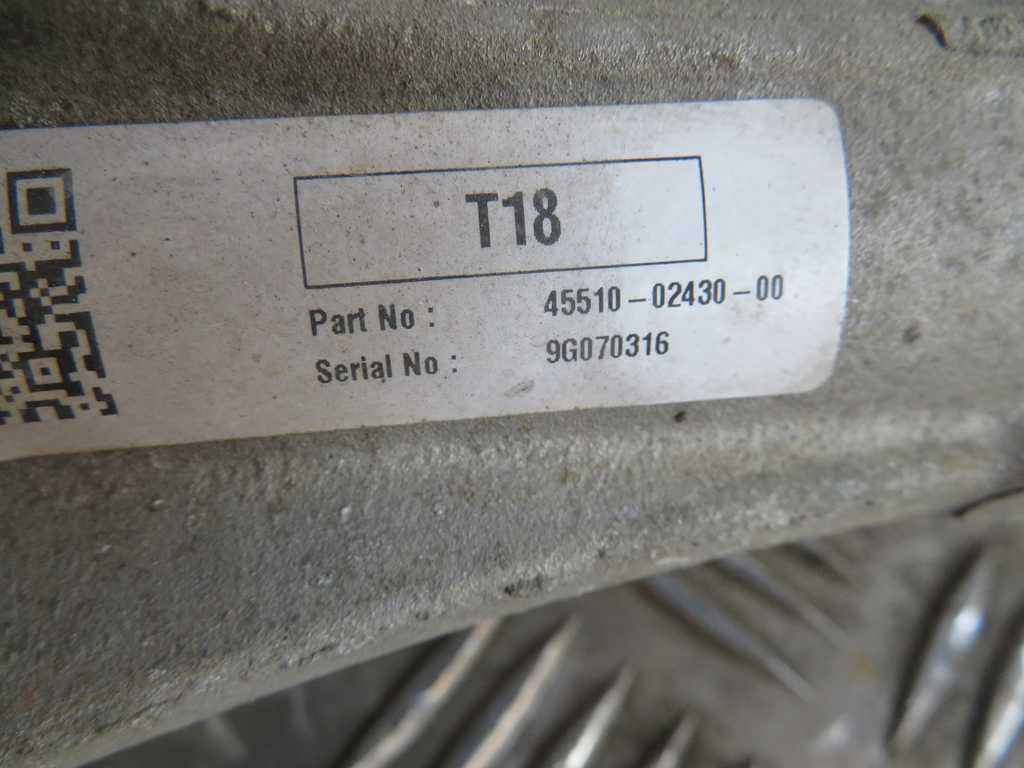 T18
Part No : 45510-02430-00
Serial No : 9G070316